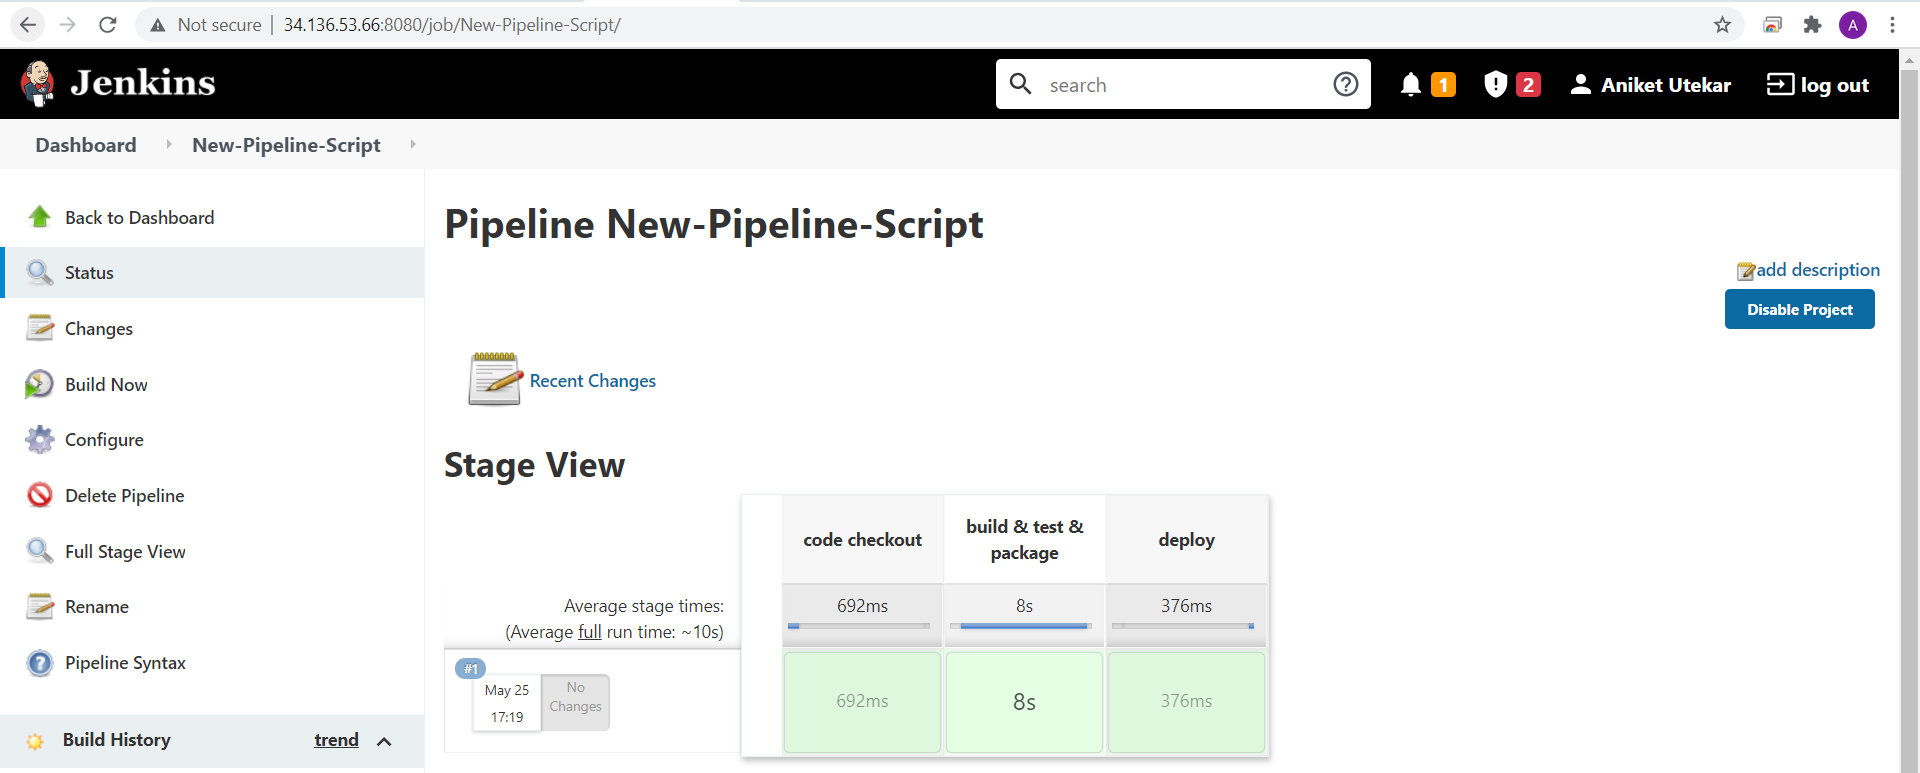 Not secure | 34.136.53.66:8080/job/New-Pipeline-Script/
A
Jenkins
search
1
2
Aniket Utekar
log out
Dashboard
New-Pipeline-Script
Back to Dashboard
Status
Changes
Build Now
Configure
Delete Pipeline
Full Stage View
Rename
Pipeline Syntax
Build History
trend
Pipeline New-Pipeline-Script
add description
Disable Project
Recent Changes
Stage View
code checkout
build & test &
package
deploy
Average stage times:
(Average full run time: ~10s)
692ms
8s
376ms
#1
May 25
17:19
No
Changes
692ms
8s
376ms